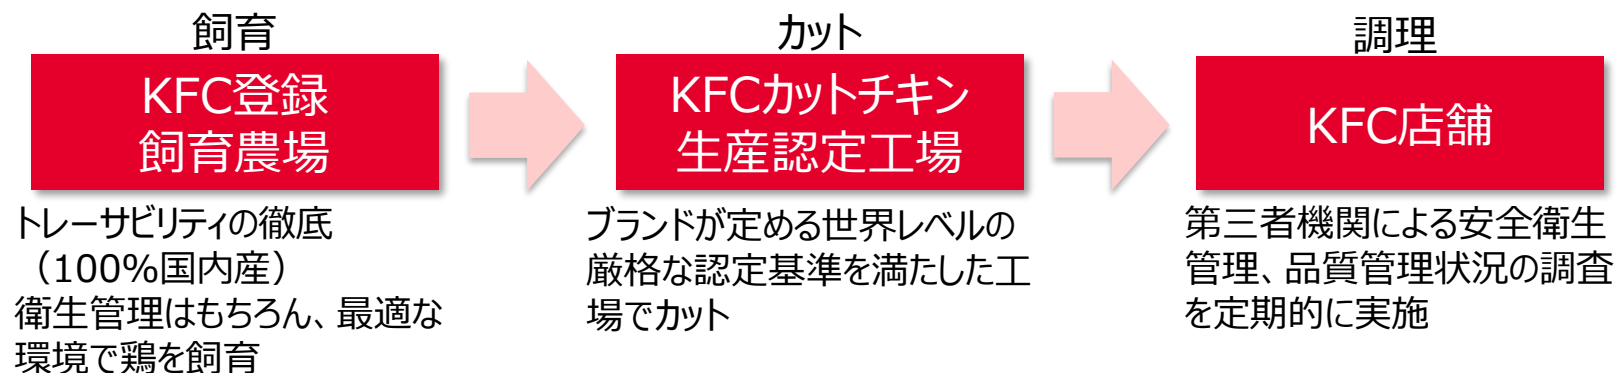 飼育
KFC登録
飼育農場
トレーサビリティの徹底
（100%国内産）
衛生管理はもちろん、最適な
環境で鶏を飼育
カット
KFCカットチキン
生産認定工場
ブランドが定める世界レベルの
厳格な認定基準を満たした工
場でカット
調理
KFC店舗
第三者機関による安全衛生
管理、品質管理状況の調査
を定期的に実施